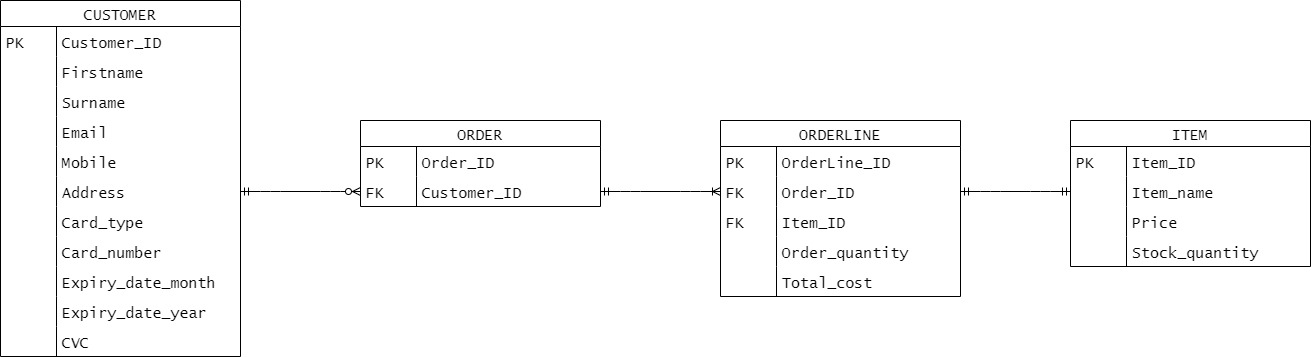 CUSTOMER
PK Customer_ID
Firstname
Surname
Email
Mobile
Address
Card_type
Card_number
Expiry_date_month
Expiry_date_year
CVC
ORDER
PK Order_ID
FK Customer_ID
ORDERLINE
PK OrderLine_ID
FK Order_ID
FK Item_ID
Order_quantity
Total_cost
ITEM
PK Item_ID
Item_name
Price
Stock_quantity